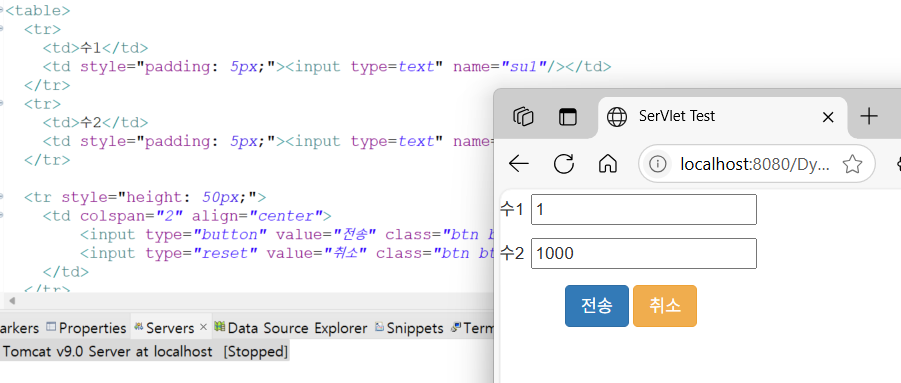 <table>
<tr>
<td>수1</td>
<td style="padding: 5px;"><input type=text" name="su1"/></td>
</tr>
<tr>
<td>수2</td>
<td style="padding: 5px;"><input type=text" name=
</tr>
<tr style="height: 50px;">
<td colspan="2" align="center">
<input type="button" value="전송" class="btn b
<input type="reset" value="취소" class="btn bt
</td>
</tr>
arkers Properties Servers × Data Source Explorer Snippets Term
Tomcat v9.0 Server at localhost [Stopped]
SerVlet Test
localhost:8080/Dy...
수1 1
수2 1000
전송 취소